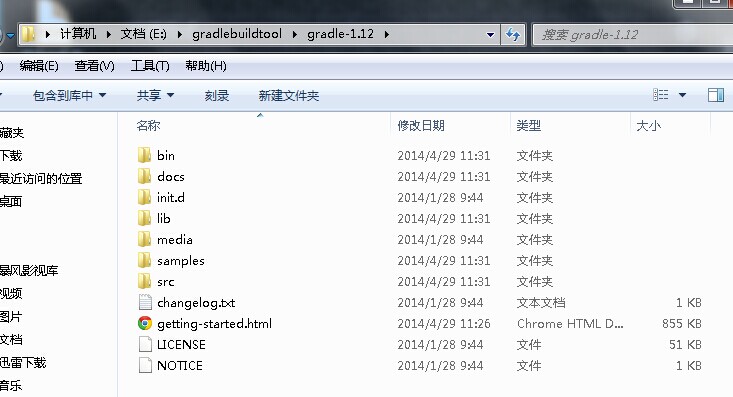 计算机 文档 (E:) gradlebuildtool gradle-1.12 搜索 gradle-1.12
) 编辑(E) 查看(V) 工具(T) 帮助(H)
包含到库中 共享 刻录 新建文件夹
名称 修改日期 类型 大小
藏夹
下载
最近访问的位置
桌面
暴风影视库
视频
图片
文档
迅雷下载
音乐
bin 2014/4/29 11:31 文件夹
docs 2014/4/29 11:31 文件夹
init.d 2014/1/28 9:44 文件夹
lib 2014/4/29 11:31 文件夹
media 2014/1/28 9:44 文件夹
samples 2014/4/29 11:31 文件夹
src 2014/4/29 11:31 文件夹
changelog.txt 2014/1/28 9:44 文本文档 1 KB
getting-started.html 2014/4/29 11:26 Chrome HTML D... 855 KB
LICENSE 2014/1/28 9:44 文件 51 KB
NOTICE 2014/1/28 9:44 文件 1 KB